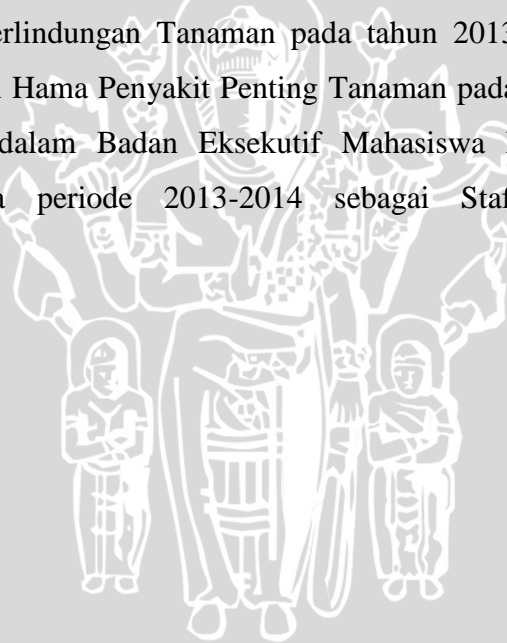 erlindungan Tanaman pada tahun 2013
Hama Penyakit Penting Tanaman pada
dalam Badan Eksekutif Mahasiswa
periode 2013-2014 sebagai Staf